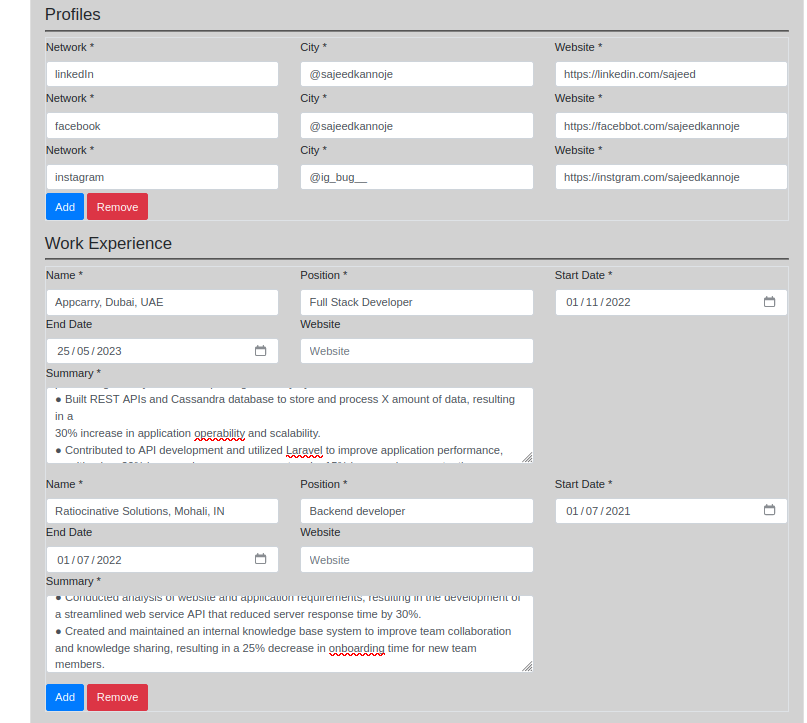 Profiles
Network * City * Website *
linkedIn @sajeedkannoje https://linkedin.com/sajeed
Network * City * Website *
facebook @sajeedkannoje https://facebbot.com/sajeedkannoje
Network * City * Website *
instagram @ig_bug__ https://instgram.com/sajeedkannoje
Add Remove
Work Experience
Name * Position * Start Date *
Appcarry, Dubai, UAE Full Stack Developer 01/11/2022
End Date Website
25/05/2023 Website
Summary *
● Built REST APIs and Cassandra database to store and process X amount of data, resulting
in a
30% increase in application operability and scalability.
● Contributed to API development and utilized Laravel to improve application performance,
Name * Position * Start Date *
Ratiocinative Solutions, Mohali, IN Backend developer 01/07/2021
End Date Website
01/07/2022 Website
Summary *
● Conducted analysis of website and application requirements, resulting in the development of
a streamlined web service API that reduced server response time by 30%.
● Created and maintained an internal knowledge base system to improve team collaboration
and knowledge sharing, resulting in a 25% decrease in onboarding time for new team
members.
Add Remove